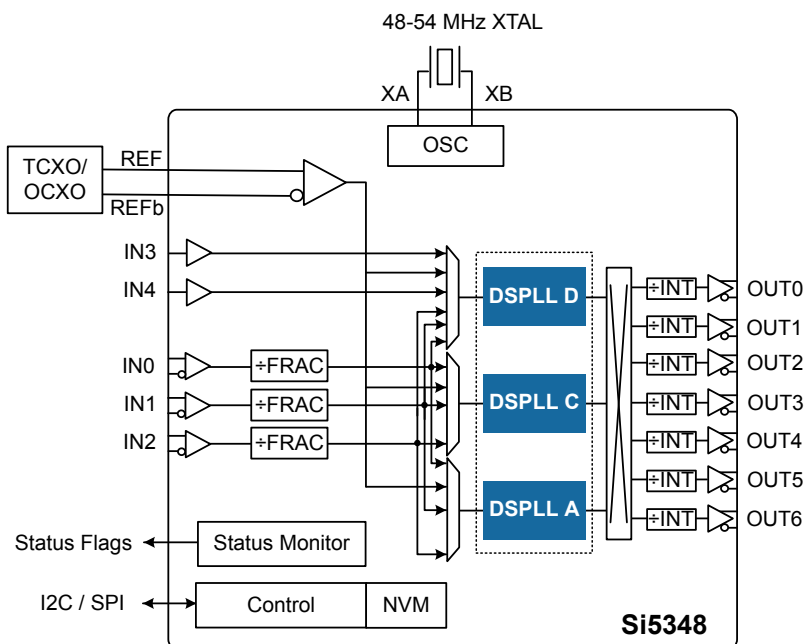 48-54 MHz XTAL
XA
XB
OSC
TCXO/
OCXO
REF
REFb
IN3
IN4
IN0
÷FRAC
IN1
÷FRAC
IN2
÷FRAC
DSPLL D
DSPLL C
DSPLL A
÷INT
OUT0
÷INT
OUT1
÷INT
OUT2
÷INT
OUT3
÷INT
OUT4
÷INT
OUT5
÷INT
OUT6
Status Flags
Status Monitor
I2C / SPI
Control
NVM
Si5348